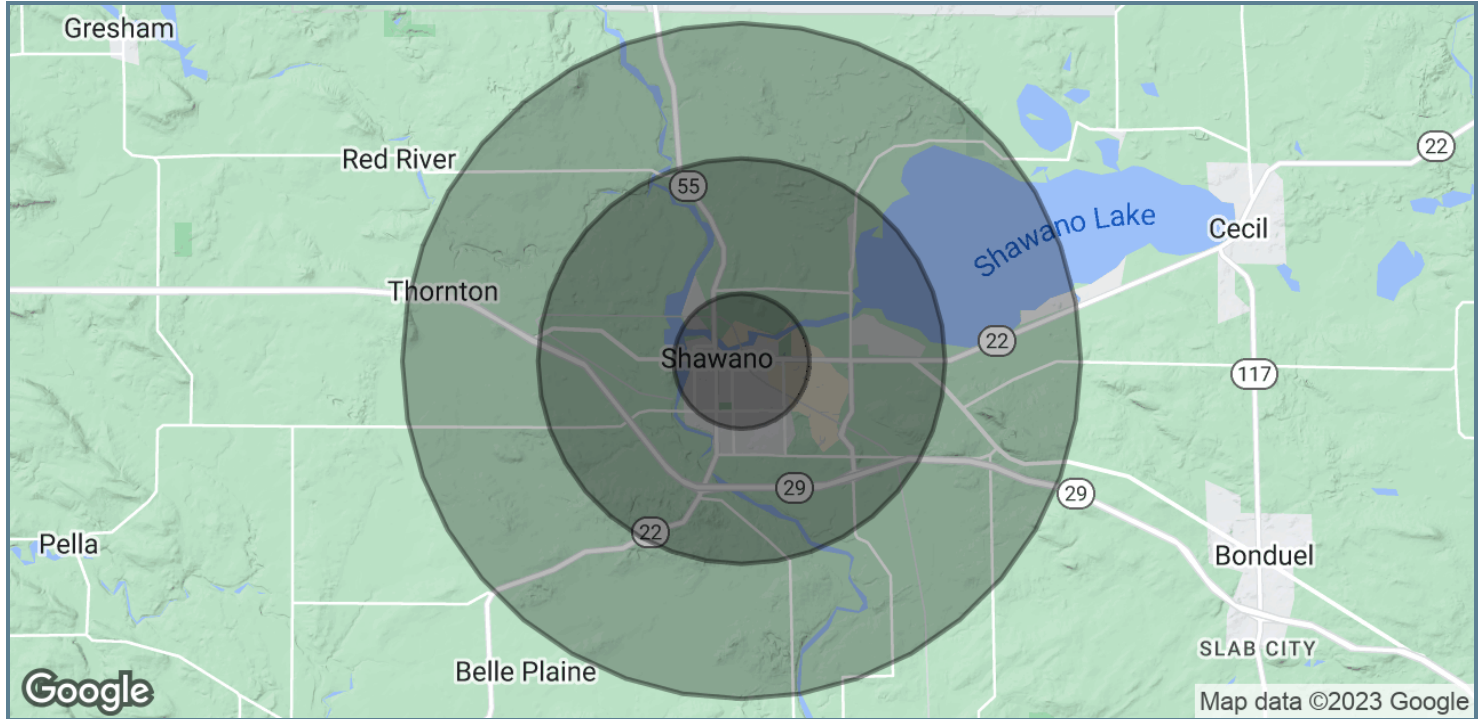 Gresham
22
Red River
55
Shawano Lake
Cecil
Thornton
22
Shawano
117
29
29
22
Pella
Bonduel
SLAB CITY
Belle Plaine
Google
Map data ©2023 Google